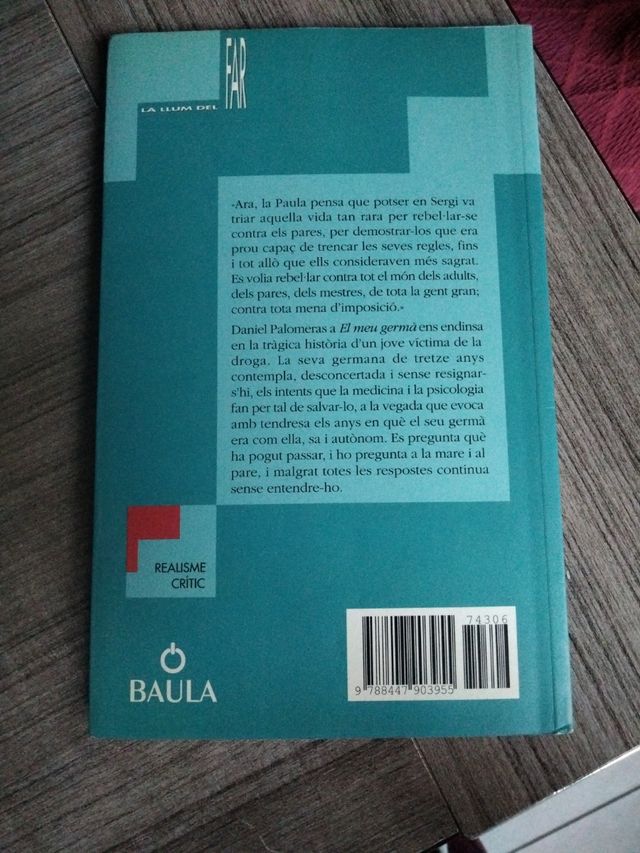 LA LLUM DEL FAR
«Ara, la Paula pensa que potser en Sergi va
triar aquella vida tan rara per rebel·lar-se
contra els pares, per demostrar-los que era
prou capaç de trencar les seves regles, fins
i tot allò que ells consideraven més sagrat.
Es volia rebel·lar contra tot el món dels adults,
dels pares, dels mestres, de tota la gent gran;
contra tota mena d'imposició.»
Daniel Palomeras a El meu germà ens endinsa
en la tràgica història d'un jove víctima de la
droga. La seva germana de tretze anys
contempla, desconcertada i sense resignar-
s'hi, els intents que la medicina i la psicologia
fan per tal de salvar-lo, a la vegada que evoca
amb tendresa els anys en què el seu germà
era com ella, sa i autònom. Es pregunta què
ha pogut passar, i ho pregunta a la mare i al
pare, i malgrat totes les respostes continua
sense entendre-ho.
REALISME
CRÍTIC
BAULA
74306
9 788447 903955